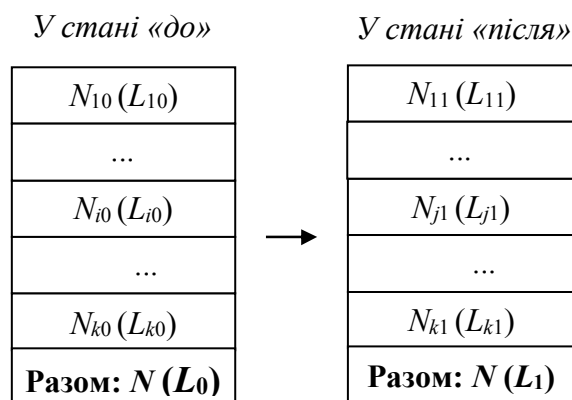 У стані «до» У стані «після»
N10 (L10) N11 (L11)
... ...
Ni0 (Li0) Nj1 (Lj1)
... ...
Nk0 (Lk0) Nk1 (Lk1)
Разом: N (L0) Разом: N (L1)